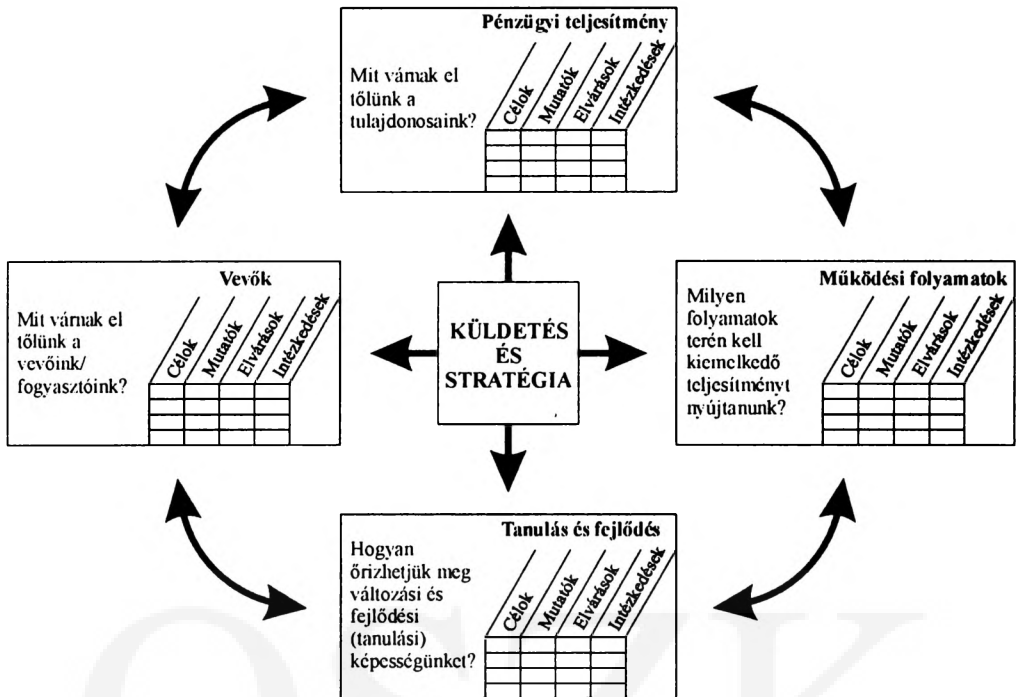 Pénzügyi teljesítmény
Mit várnak el
tőlünk a
tulajdonosaink?
Célok
Mutatók
Elvárások
Intézkedések
Vevők
Mit várnak el
tőlünk a
vevőink/
fogyasztóink?
Célok
Mutatók
Elvárások
Intézkedések
KÜLDETÉS
ÉS
STRATÉGIA
Működési folyamatok
Milyen
folyamatok
terén kell
kiemelkedő
teljesítményt
nyújtanunk?
Célok
Mutatók
Elvárások
Intézkedések
Tanulás és fejlődés
Hogyan
őrizhetjük meg
változási és
fejlődési
(tanulási)
képességünket?
Célok
Mutatók
Elvárások
Intézkedések
OSZK